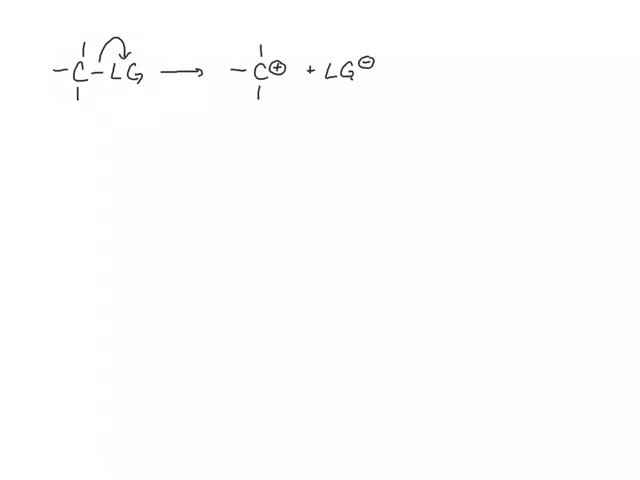 -C-LG → -C⊕ + LG⊖